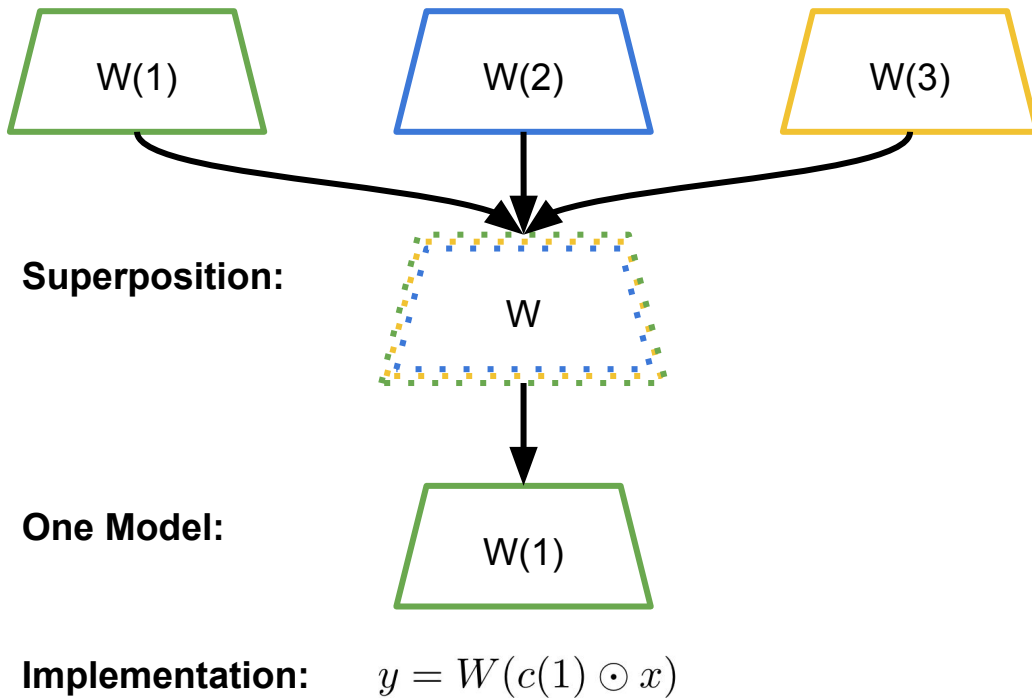 W(1) W(2) W(3)
Superposition:
W
One Model:
W(1)
Implementation: y = W(c(1) ⊙ x)